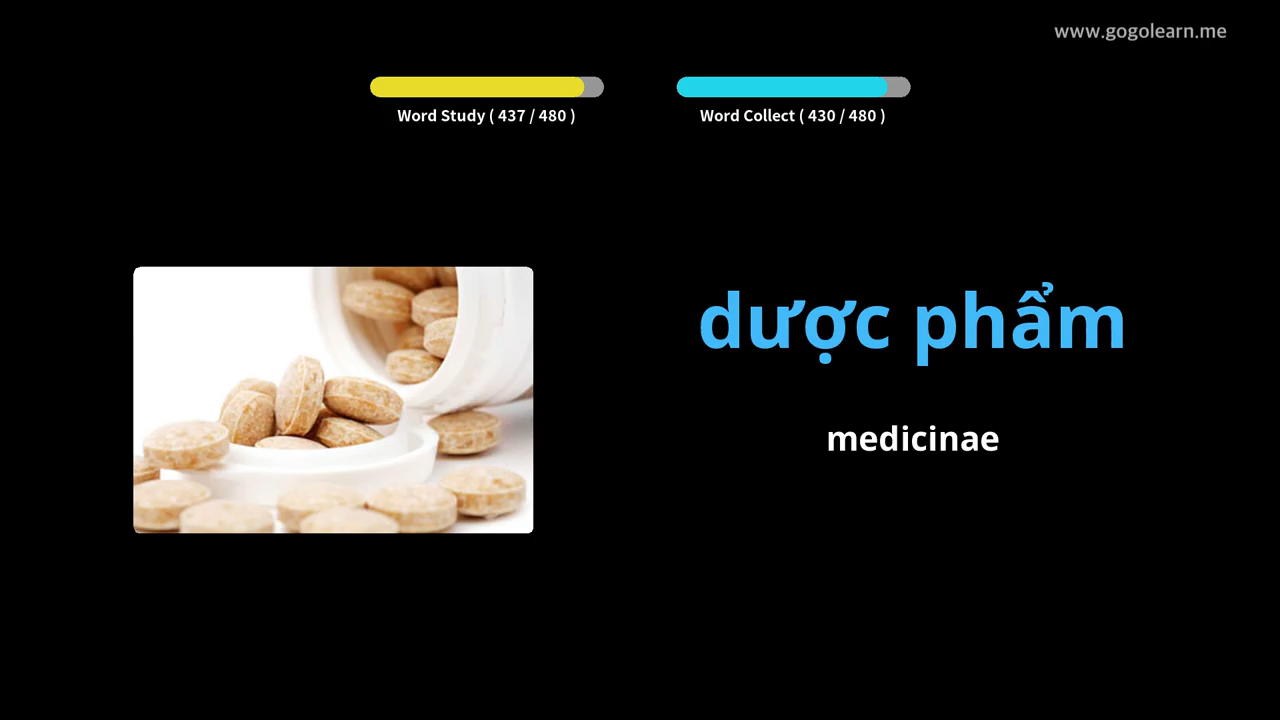 www.gogolearn.me
Word Study ( 437 / 480 )
Word Collect ( 430 / 480 )
dược phẩm
medicinae